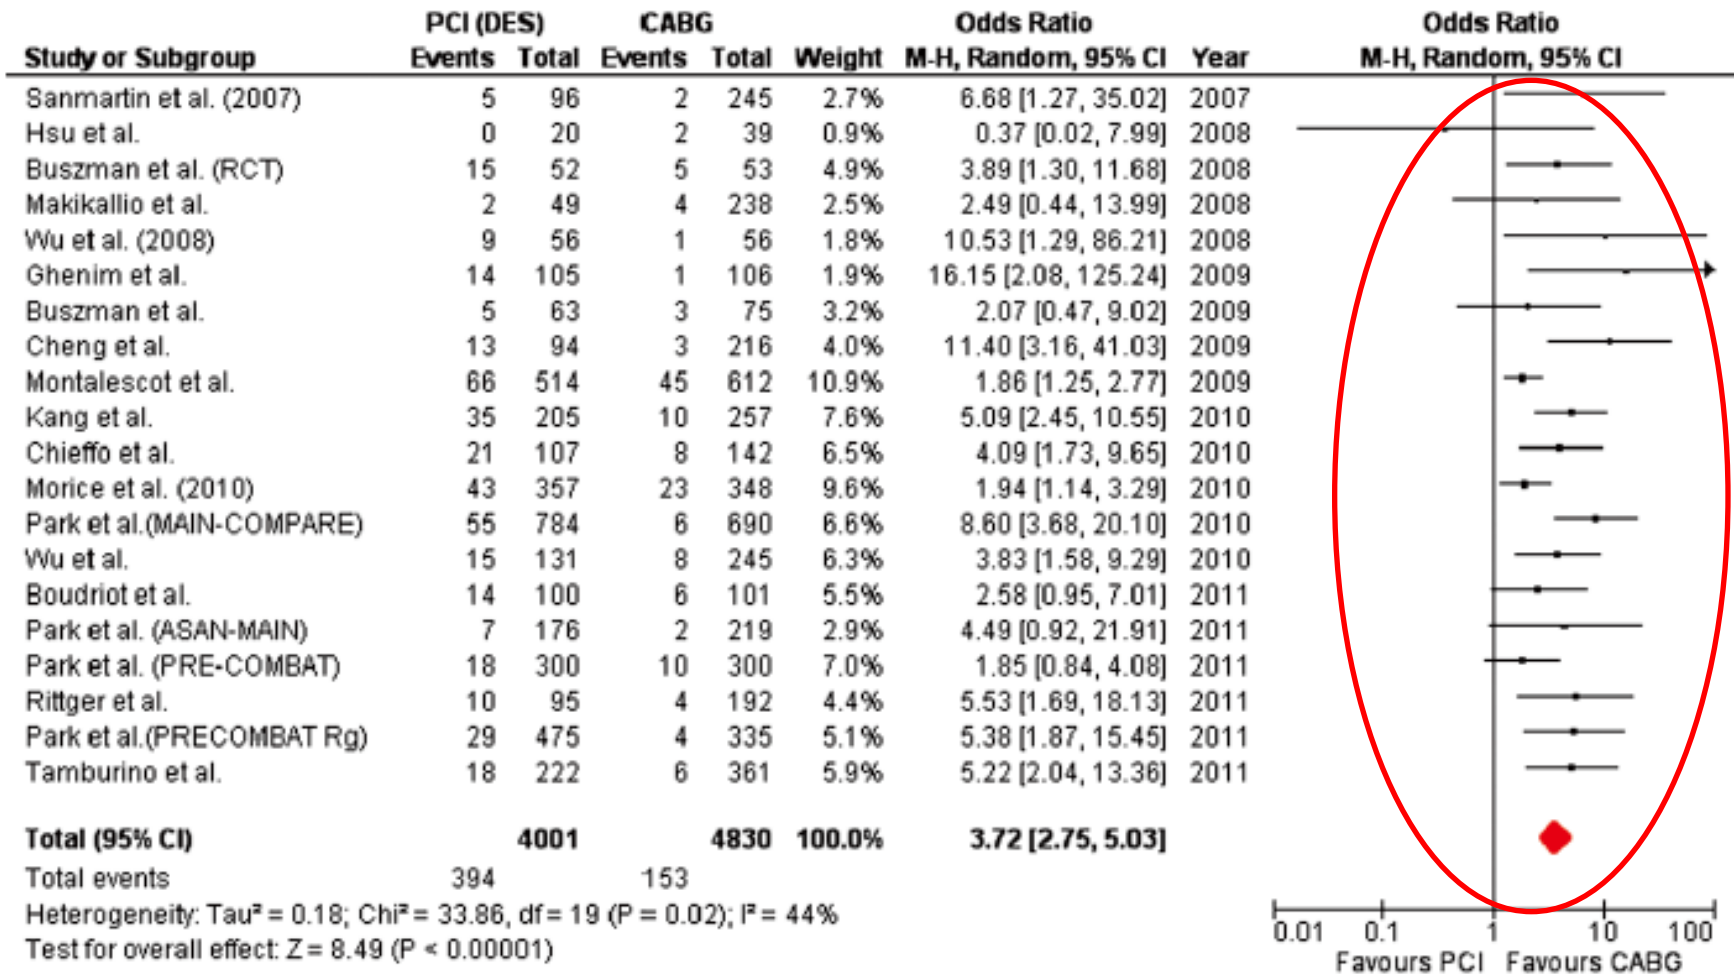 PCI (DES) CABG Odds Ratio Odds Ratio
Study or Subgroup Events Total Events Total Weight M-H, Random, 95% CI Year M-H, Random, 95% CI
Sanmartin et al. (2007) 5 96 2 245 2.7% 6.68 [1.27, 35.02] 2007
Hsu et al. 0 20 2 39 0.9% 0.37 [0.02, 7.99] 2008
Buszman et al. (RCT) 15 52 5 53 4.9% 3.89 [1.30, 11.68] 2008
Makikallio et al. 2 49 4 238 2.5% 2.49 [0.44, 13.99] 2008
Wu et al. (2008) 9 56 1 56 1.8% 10.53 [1.29, 86.21] 2008
Ghenim et al. 14 105 1 106 1.9% 16.15 [2.08, 125.24] 2009
Buszman et al. 5 63 3 75 3.2% 2.07 [0.47, 9.02] 2009
Cheng et al. 13 94 3 216 4.0% 11.40 [3.16, 41.03] 2009
Montalescot et al. 66 514 45 612 10.9% 1.86 [1.25, 2.77] 2009
Kang et al. 35 205 10 257 7.6% 5.09 [2.45, 10.55] 2010
Chieffo et al. 21 107 8 142 6.5% 4.09 [1.73, 9.65] 2010
Morice et al. (2010) 43 357 23 348 9.6% 1.94 [1.14, 3.29] 2010
Park et al.(MAIN-COMPARE) 55 784 6 690 6.6% 8.60 [3.68, 20.10] 2010
Wu et al. 15 131 8 245 6.3% 3.83 [1.58, 9.29] 2010
Boudriot et al. 14 100 6 101 5.5% 2.58 [0.95, 7.01] 2011
Park et al. (ASAN-MAIN) 7 176 2 219 2.9% 4.49 [0.92, 21.91] 2011
Park et al. (PRE-COMBAT) 18 300 10 300 7.0% 1.85 [0.84, 4.08] 2011
Rittger et al. 10 95 4 192 4.4% 5.53 [1.69, 18.13] 2011
Park et al.(PRECOMBAT Rg) 29 475 4 335 5.1% 5.38 [1.87, 15.45] 2011
Tamburino et al. 18 222 6 361 5.9% 5.22 [2.04, 13.36] 2011
Total (95% CI) 4001 4830 100.0% 3.72 [2.75, 5.03]
Total events 394 153
Heterogeneity: Tau² = 0.18; Chi² = 33.86, df = 19 (P = 0.02); I² = 44%
Test for overall effect: Z = 8.49 (P < 0.00001)
0.01 0.1 1 10 100
Favours PCI Favours CABG